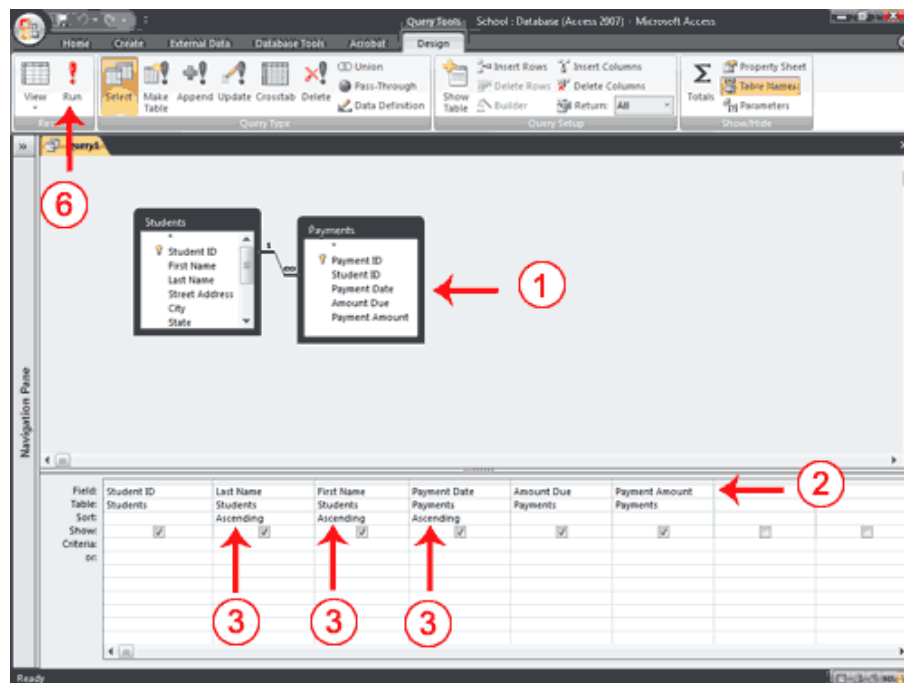 Query Tools School : Database (Access 2007) - Microsoft Access
Home Create External Data Database Tools Acrobat Design
View Run Select Make Table Append Update Crosstab Delete
Union
Pass-Through
Data Definition
Show Table
Insert Rows
Delete Rows
Builder
Insert Columns
Delete Columns
Return: All
Totals
Property Sheet
Table Names
Parameters
Results Query Type Query Setup Show/Hide
» Query1
6
Students
*
Student ID
First Name
Last Name
Street Address
City
State
1
∞
Payments
*
Payment ID
Student ID
Payment Date
Amount Due
Payment Amount
1
Navigation Pane
2
Field: Student ID Last Name First Name Payment Date Amount Due Payment Amount
Table: Students Students Students Payments Payments Payments
Sort: Ascending Ascending Ascending
Show:
Criteria:
or:
3 3 3
Ready